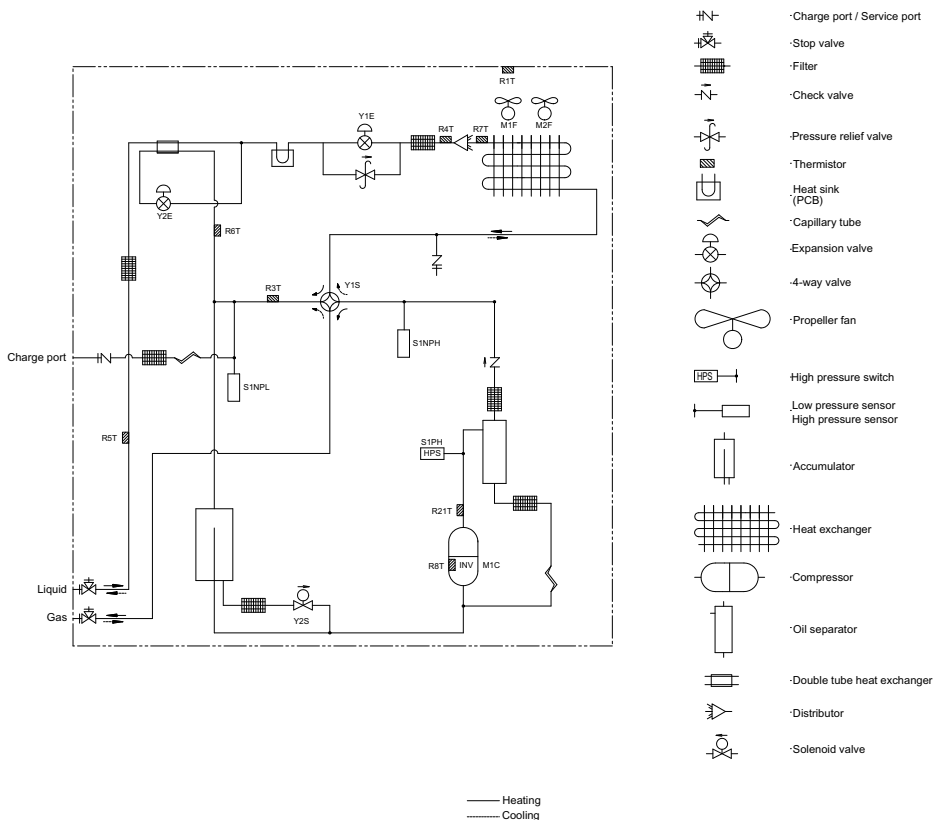 R1T
M1F
M2F
Y1E
R4T
R7T
Y2E
R6T
R3T
Y1S
S1NPH
Charge port
S1NPL
R5T
S1PH
HPS
R21T
R8T
INV
M1C
Liquid
Gas
Y2S
·Charge port / Service port
·Stop valve
·Filter
·Check valve
·Pressure relief valve
·Thermistor
·Heat sink
(PCB)
·Capillary tube
·Expansion valve
·4-way valve
·Propeller fan
HPS
·High pressure switch
Low pressure sensor
·High pressure sensor
·Accumulator
·Heat exchanger
·Compressor
·Oil separator
·Double tube heat exchanger
·Distributor
·Solenoid valve
Heating
Cooling